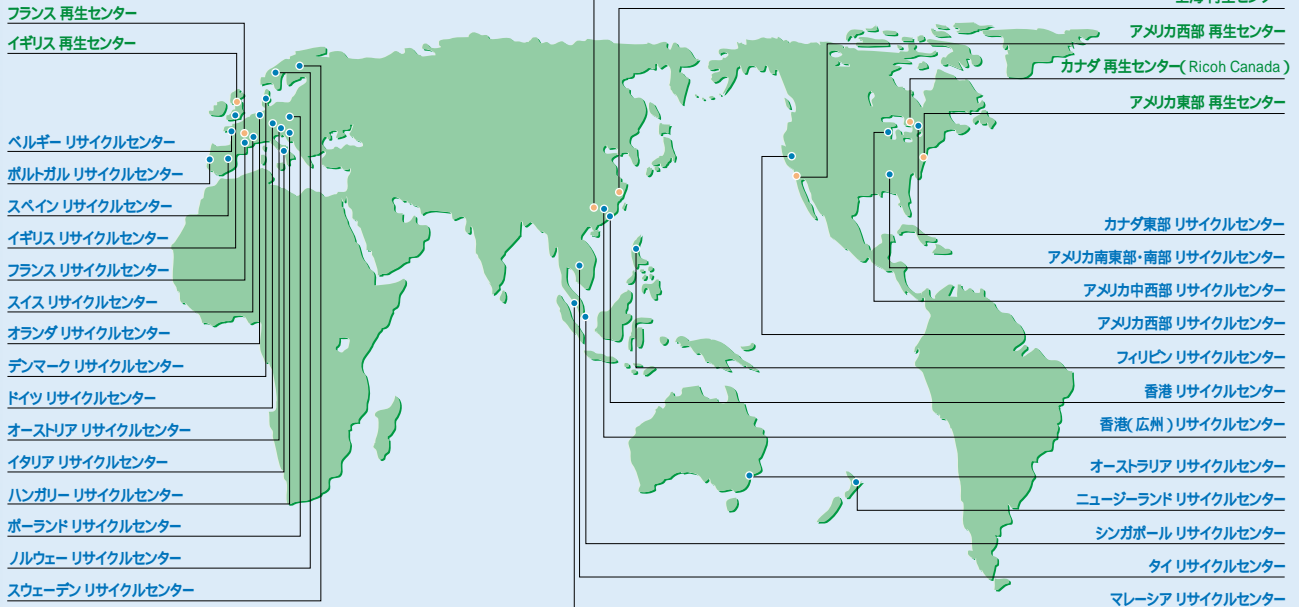 フランス 再生センター
イギリス 再生センター
ベルギー リサイクルセンター
ポルトガル リサイクルセンター
スペイン リサイクルセンター
イギリス リサイクルセンター
フランス リサイクルセンター
スイス リサイクルセンター
オランダ リサイクルセンター
デンマーク リサイクルセンター
ドイツ リサイクルセンター
オーストリア リサイクルセンター
イタリア リサイクルセンター
ハンガリー リサイクルセンター
ポーランド リサイクルセンター
ノルウェー リサイクルセンター
スウェーデン リサイクルセンター
上海 再生センター
アメリカ西部 再生センター
カナダ 再生センター(Ricoh Canada)
アメリカ東部 再生センター
カナダ東部 リサイクルセンター
アメリカ南東部・南部 リサイクルセンター
アメリカ中西部 リサイクルセンター
アメリカ西部 リサイクルセンター
フィリピン リサイクルセンター
香港 リサイクルセンター
香港(広州)リサイクルセンター
オーストラリア リサイクルセンター
ニュージーランド リサイクルセンター
シンガポール リサイクルセンター
タイ リサイクルセンター
マレーシア リサイクルセンター